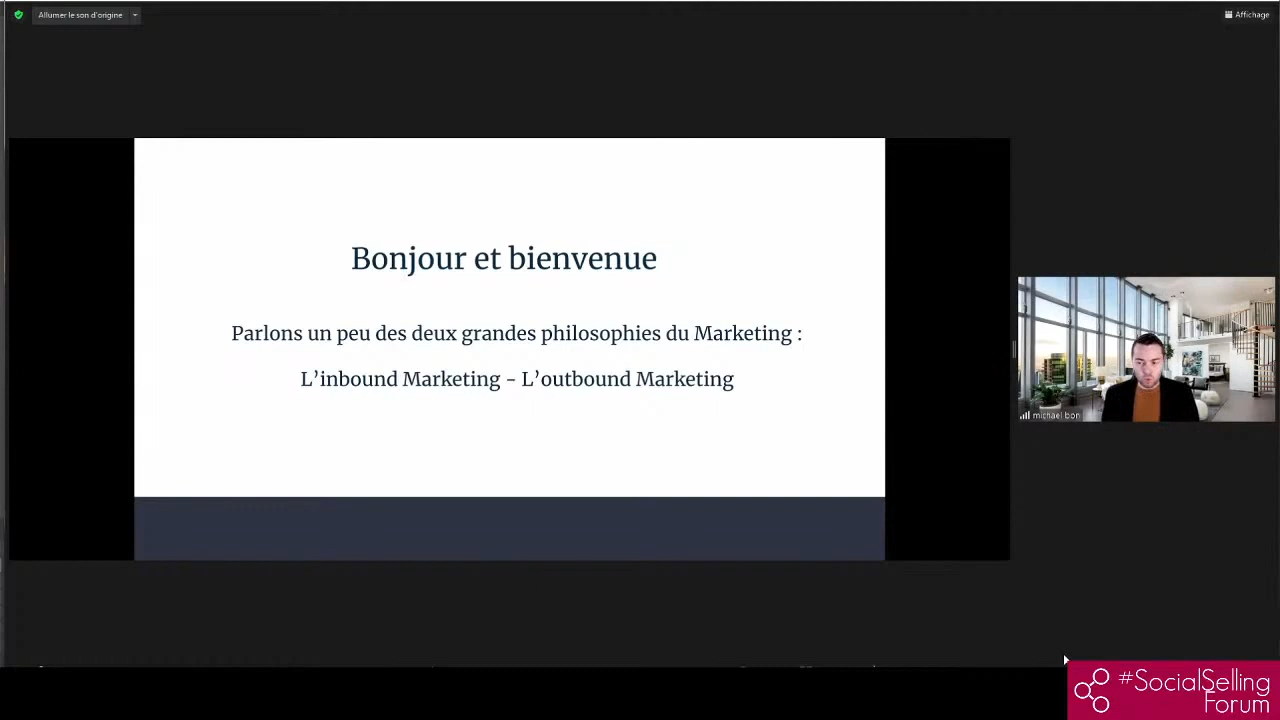 Allumer le son d'origine
Affichage
Bonjour et bienvenue
Parlons un peu des deux grandes philosophies du Marketing :
L’inbound Marketing - L’outbound Marketing
michael bon
#SocialSelling
Forum